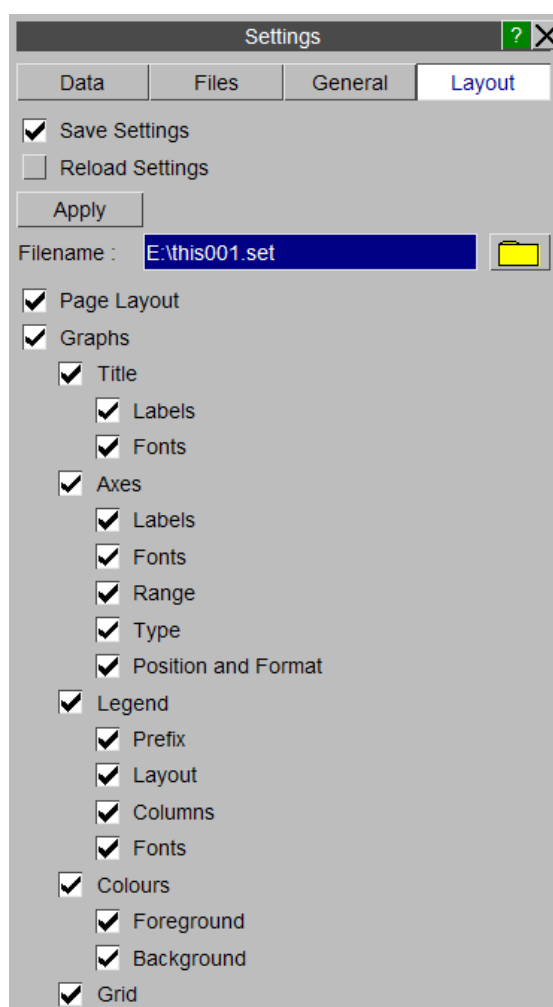 Settings ? X
Data Files General Layout
Save Settings
Reload Settings
Apply
Filename : E:\this001.set
Page Layout
Graphs
Title
Labels
Fonts
Axes
Labels
Fonts
Range
Type
Position and Format
Legend
Prefix
Layout
Columns
Fonts
Colours
Foreground
Background
Grid